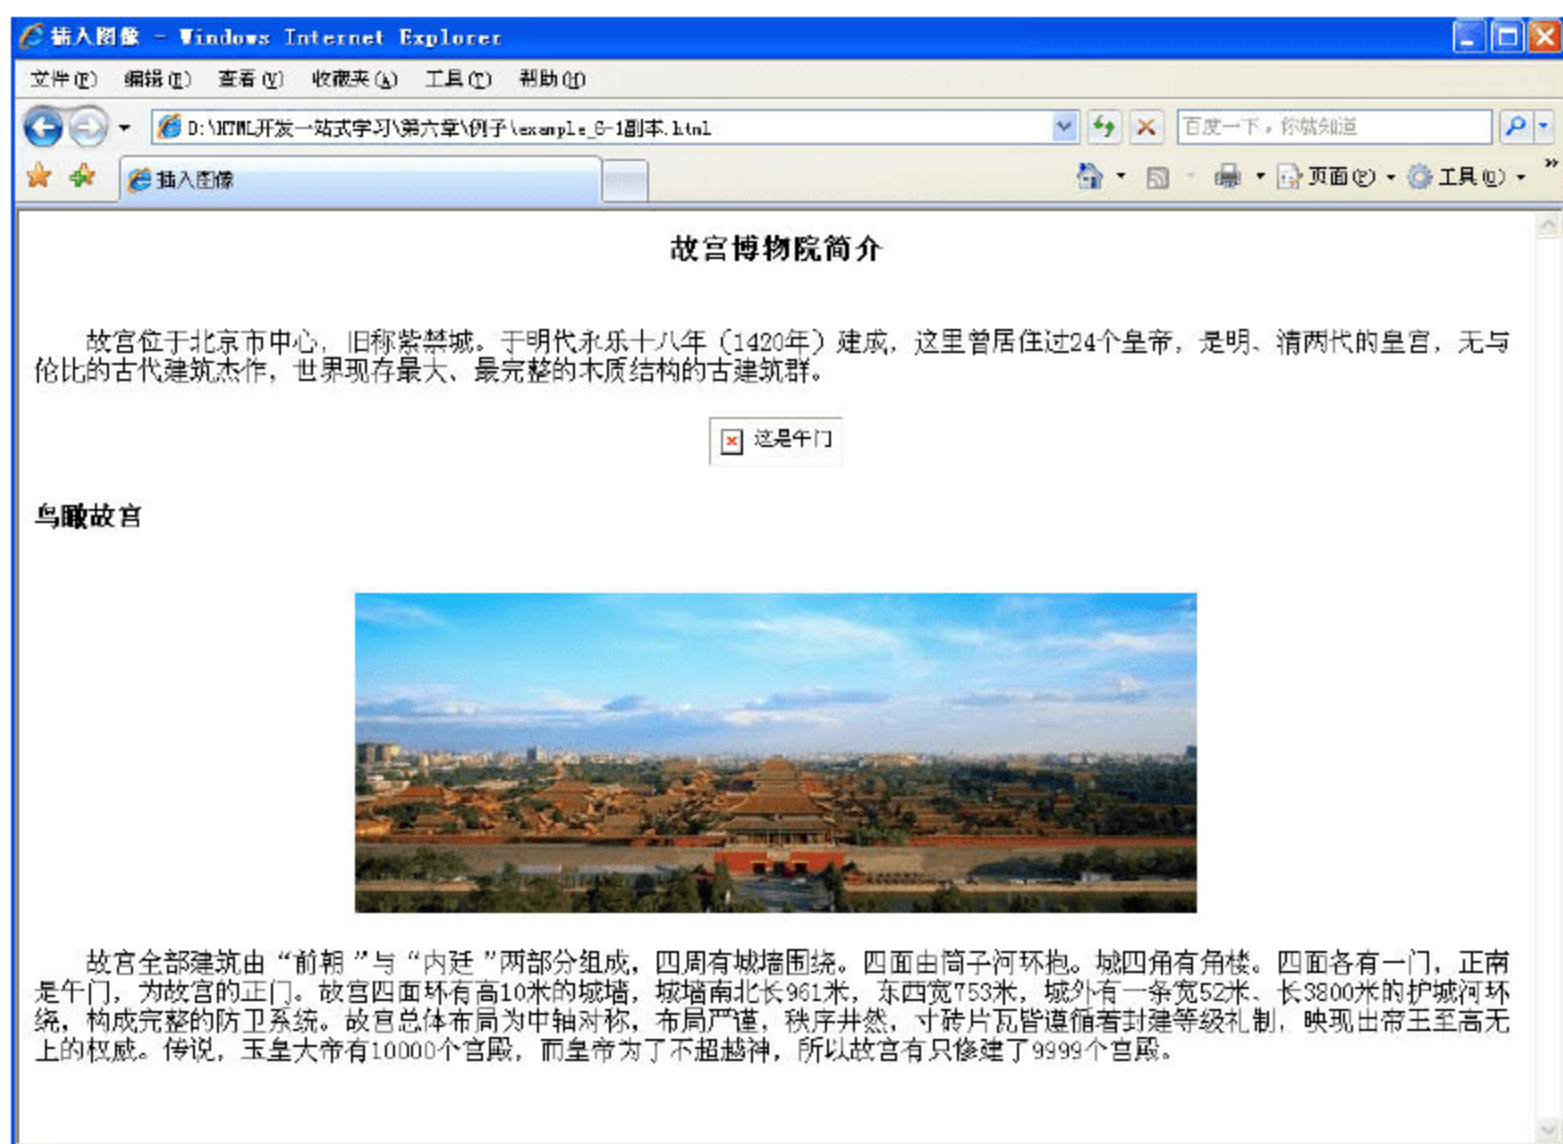 插入图像 - Windows Internet Explorer
文件(F) 编辑(E) 查看(V) 收藏夹(A) 工具(T) 帮助(H)
D:\HTML开发一站式学习\第六章\例子\example_6-1副本.html 百度一下，你就知道
插入图像 页面(P) 工具(O) »
故宫博物院简介
故宫位于北京市中心，旧称紫禁城。于明代永乐十八年（1420年）建成，这里曾居住过24个皇帝，是明、清两代的皇宫，无与
伦比的古代建筑杰作，世界现存最大、最完整的木质结构的古建筑群。
这是午门
鸟瞰故宫
故宫全部建筑由“前朝”与“内廷”两部分组成，四周有城墙围绕。四面由筒子河环抱。城四角有角楼。四面各有一门，正南
是午门，为故宫的正门。故宫四面环有高10米的城墙，城墙南北长961米，东西宽753米，城外有一条宽52米、长3800米的护城河环
绕，构成完整的防卫系统。故宫总体布局为中轴对称，布局严谨，秩序井然，寸砖片瓦皆遵循着封建等级礼制，映现出帝王至高无
上的权威。传说，玉皇大帝有10000个宫殿，而皇帝为了不超越神，所以故宫有只修建了9999个宫殿。